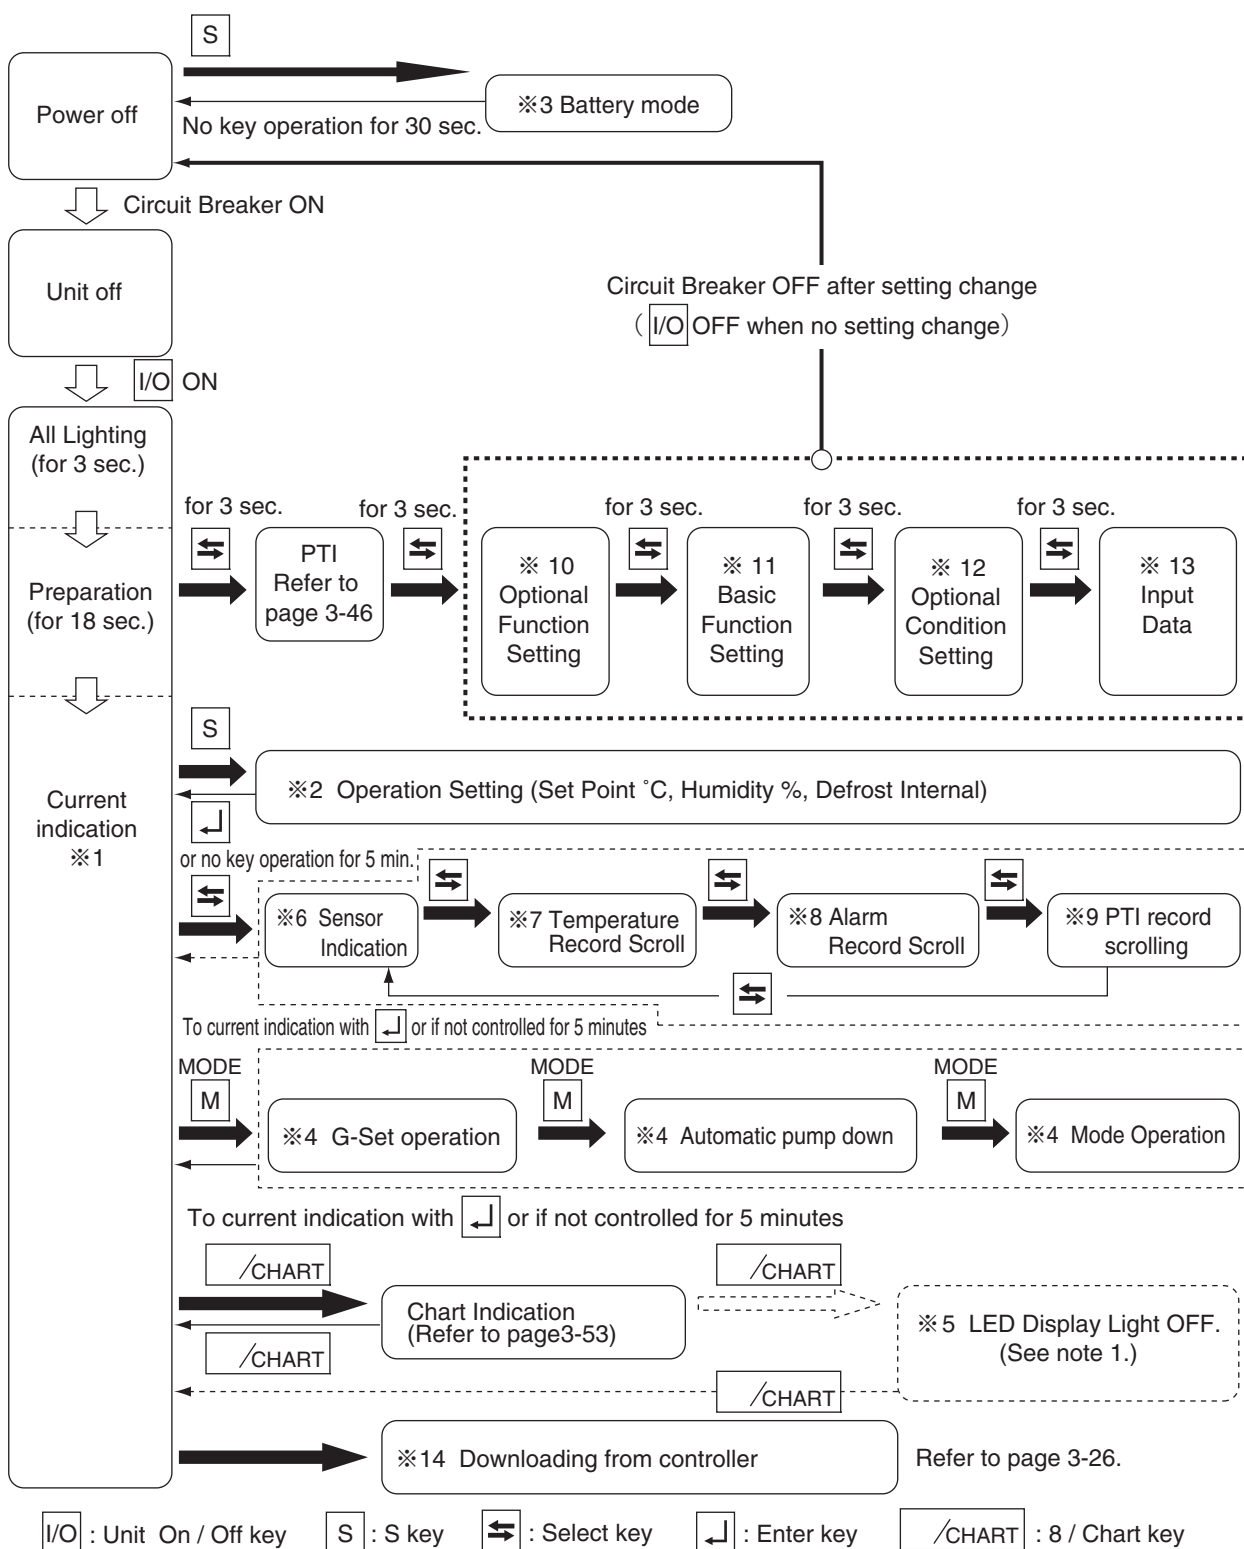 S
Power off
※3 Battery mode
No key operation for 30 sec.
Circuit Breaker ON
Unit off
Circuit Breaker OFF after setting change
( I/O OFF when no setting change)
I/O ON
All Lighting
(for 3 sec.)
for 3 sec.
for 3 sec.
for 3 sec.
for 3 sec.
for 3 sec.
Preparation
(for 18 sec.)
PTI
Refer to
page 3-46
※ 10
Optional
Function
Setting
※ 11
Basic
Function
Setting
※ 12
Optional
Condition
Setting
※ 13
Input
Data
S
※2 Operation Setting (Set Point ˚C, Humidity %, Defrost Internal)
Current
indication
※1
or no key operation for 5 min.
※6 Sensor
Indication
※7 Temperature
Record Scroll
※8 Alarm
Record Scroll
※9 PTI record
scrolling
To current indication with ↵ or if not controlled for 5 minutes
MODE
M
MODE
M
MODE
M
※4 G-Set operation
※4 Automatic pump down
※4 Mode Operation
To current indication with ↵ or if not controlled for 5 minutes
/CHART
/CHART
Chart Indication
(Refer to page3-53)
※5 LED Display Light OFF.
(See note 1.)
/CHART
/CHART
※14 Downloading from controller
Refer to page 3-26.
I/O : Unit On / Off key
S : S key
⇆ : Select key
↵ : Enter key
/CHART : 8 / Chart key